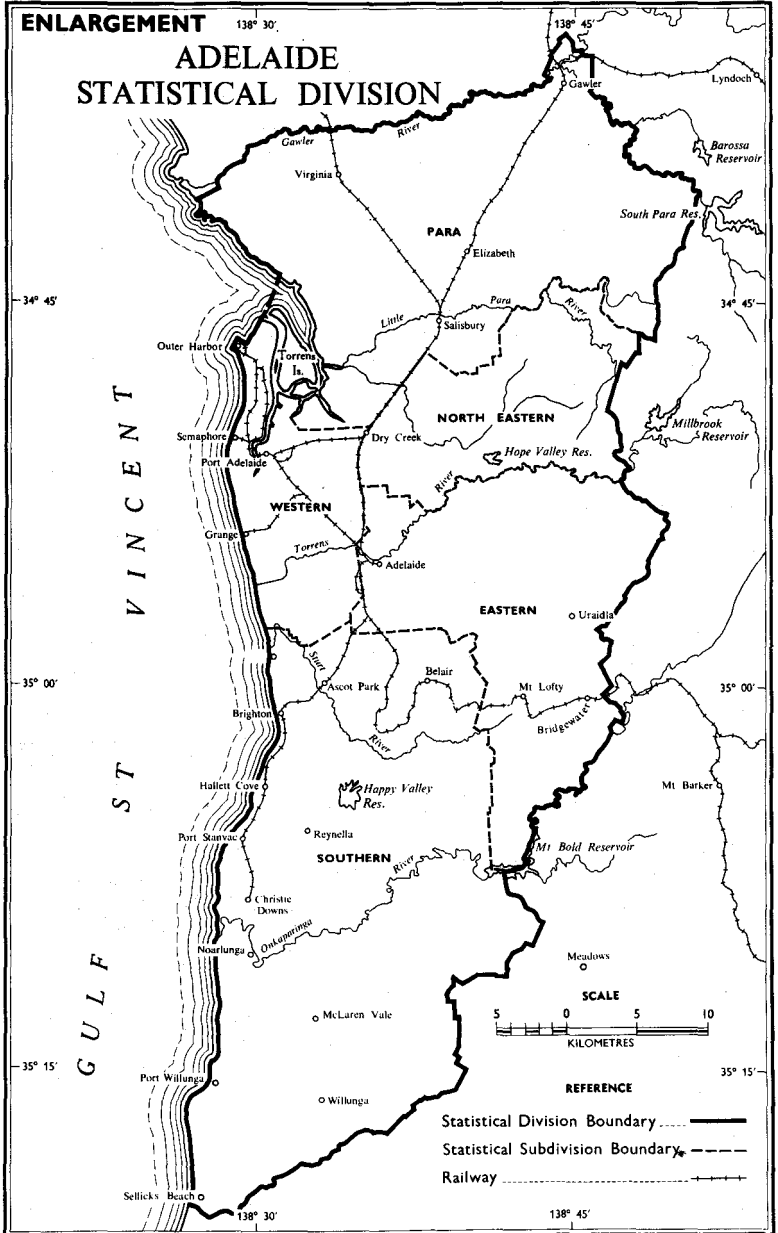 ENLARGEMENT
138° 30'
138° 45'
ADELAIDE
STATISTICAL DIVISION
Gawler
Lyndoch
Gawler River
Barossa
Reservoir
Virginia
South Para Res.
PARA
Elizabeth
34° 45'
34° 45'
Little Para River
Salisbury
Outer Harbor
Torrens
Is.
NORTH EASTERN
Millbrook
Reservoir
Semaphore
Dry Creek
Port Adelaide
Hope Valley Res.
River
WESTERN
Grange
Torrens
Adelaide
EASTERN
Uraidla
Sturt
35° 00'
35° 00'
Ascot Park
Belair
Mt Lofty
Brighton
Bridgewater
River
Hallett Cove
Happy Valley
Res.
Mt Barker
Port Stanvac
Reynella
Mt Bold Reservoir
SOUTHERN
River
Christie
Downs
Onkaparinga
Noarlunga
Meadows
SCALE
McLaren Vale
5 0 5 10
KILOMETRES
35° 15'
35° 15'
Port Willunga
REFERENCE
Willunga
Statistical Division Boundary
Statistical Subdivision Boundary
Railway
Sellicks Beach
138° 30'
138° 45'
GULF ST VINCENT